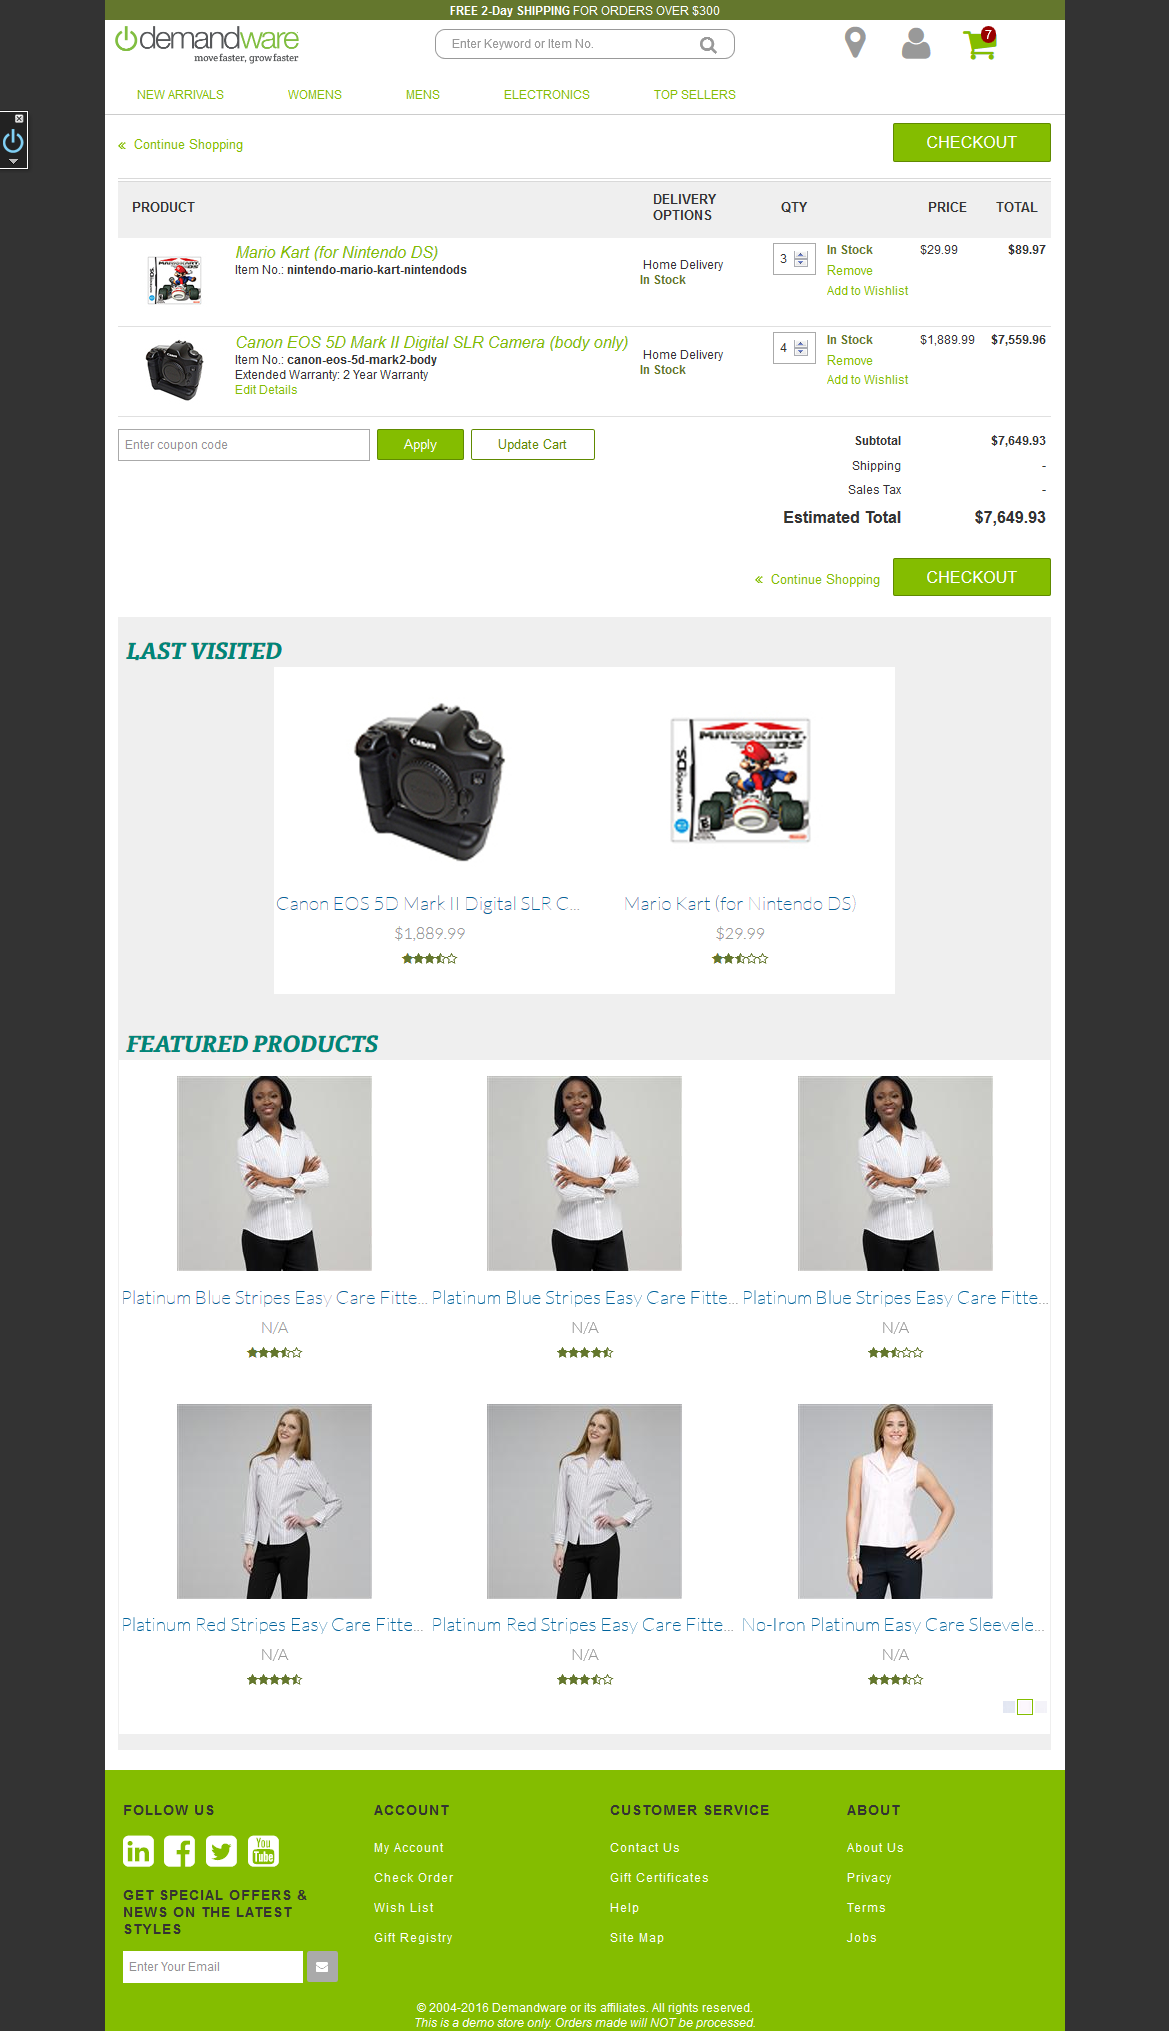 FREE 2-Day SHIPPING FOR ORDERS OVER $300
demandware
move faster, grow faster
Enter Keyword or Item No.
7
NEW ARRIVALS WOMENS MENS ELECTRONICS TOP SELLERS
« Continue Shopping
CHECKOUT
PRODUCT DELIVERY OPTIONS QTY PRICE TOTAL
Mario Kart (for Nintendo DS)
Item No.: nintendo-mario-kart-nintendods
Home Delivery
In Stock
3
In Stock
Remove
Add to Wishlist
$29.99
$89.97
Canon EOS 5D Mark II Digital SLR Camera (body only)
Item No.: canon-eos-5d-mark2-body
Extended Warranty: 2 Year Warranty
Edit Details
Home Delivery
In Stock
4
In Stock
Remove
Add to Wishlist
$1,889.99
$7,559.96
Enter coupon code
Apply
Update Cart
Subtotal $7,649.93
Shipping -
Sales Tax -
Estimated Total $7,649.93
« Continue Shopping
CHECKOUT
LAST VISITED
Canon
MARIOKART
DS
NINTENDO DS
Canon EOS 5D Mark II Digital SLR C...
$1,889.99
Mario Kart (for Nintendo DS)
$29.99
FEATURED PRODUCTS
Platinum Blue Stripes Easy Care Fitte... Platinum Blue Stripes Easy Care Fitte... Platinum Blue Stripes Easy Care Fitte...
N/A N/A N/A
Platinum Red Stripes Easy Care Fitte... Platinum Red Stripes Easy Care Fitte... No-Iron Platinum Easy Care Sleevele...
N/A N/A N/A
FOLLOW US
in
You Tube
GET SPECIAL OFFERS &
NEWS ON THE LATEST
STYLES
Enter Your Email
ACCOUNT
My Account
Check Order
Wish List
Gift Registry
CUSTOMER SERVICE
Contact Us
Gift Certificates
Help
Site Map
ABOUT
About Us
Privacy
Terms
Jobs
© 2004-2016 Demandware or its affiliates. All rights reserved.
This is a demo store only. Orders made will NOT be processed.